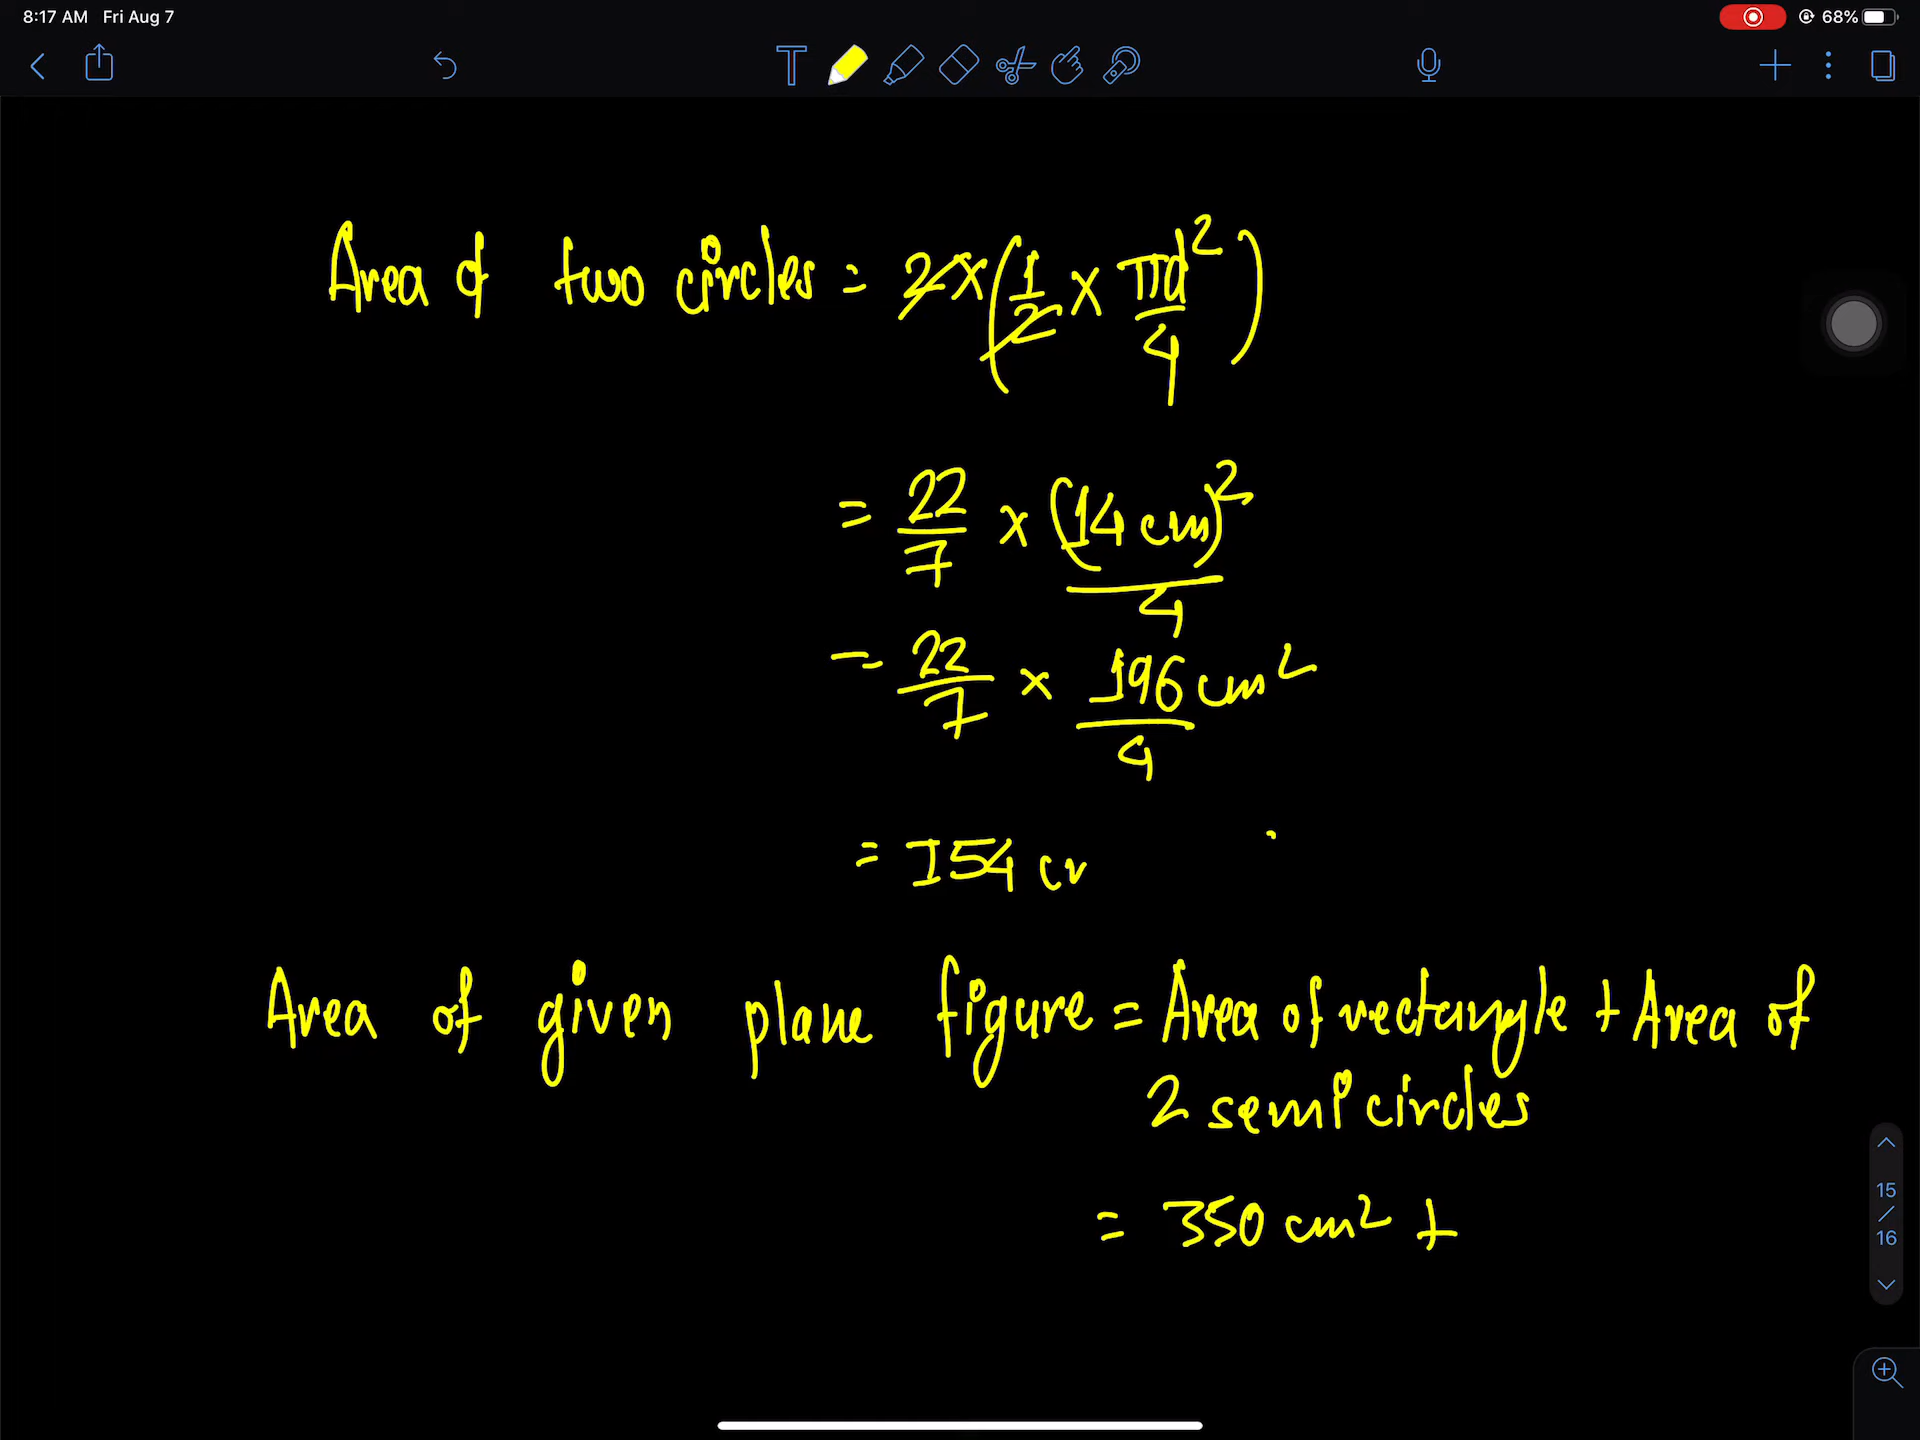 8:17 AM Fri Aug 7
68%
Area of two circles = 2 x (1/2 x πd²/4)
= 22/7 x (14 cm)²/4
= 22/7 x 196 cm²/4
= 154 cm
Area of given plane figure = Area of rectangle + Area of
2 semi circles
= 350 cm² +
15
/
16